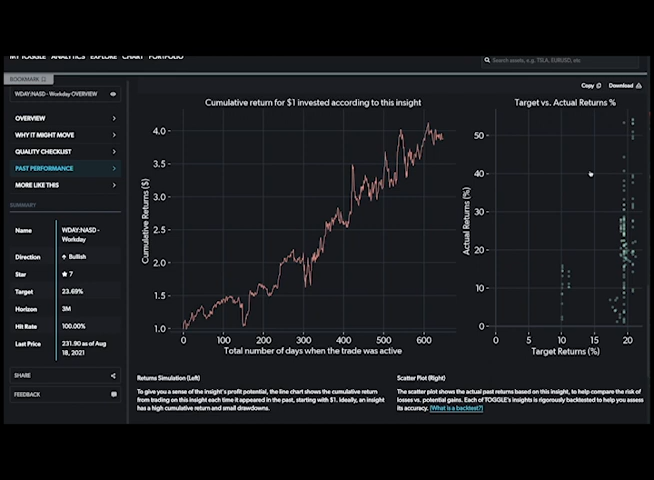 MY TOGGLE ANALYTICS EXPLORE CHART PORTFOLIO
Search assets, e.g. TSLA, EURUSD, etc
BOOKMARK
WDAY:NASD - Workday OVERVIEW
OVERVIEW
WHY IT MIGHT MOVE
QUALITY CHECKLIST
PAST PERFORMANCE
MORE LIKE THIS
SUMMARY
Name WDAY:NASD -
Workday
Direction Bullish
Star 7
Target 23.69%
Horizon 3M
Hit Rate 100.00%
Last Price 231.90 as of Aug
18, 2021
SHARE
FEEDBACK
Copy Download
Cumulative return for $1 invested according to this insight
Cumulative Returns ($)
4.0
3.5
3.0
2.5
2.0
1.5
1.0
0 100 200 300 400 500 600
Total number of days when the trade was active
Target vs. Actual Returns %
Actual Returns (%)
50
40
30
20
10
0
0 5 10 15 20
Target Returns (%)
Returns Simulation (Left)
To give you a sense of the insight's profit potential, the line chart shows the cumulative return
from trading on this insight each time it appeared in the past, starting with $1. Ideally, an insight
has a high cumulative return and small drawdowns.
Scatter Plot (Right)
The scatter plot shows the actual past returns based on this insight, to help compare the risk of
losses vs. potential gains. Each of TOGGLE's insights is rigorously backtested to help you assess
its accuracy. [What is a backtest?]